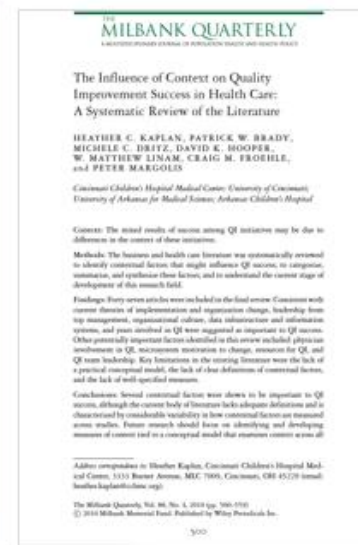 THE
MILBANK QUARTERLY
A MULTIDISCIPLINARY JOURNAL OF POPULATION HEALTH AND HEALTH POLICY
The Influence of Context on Quality
Improvement Success in Health Care:
A Systematic Review of the Literature
HEATHER C. KAPLAN, PATRICK W. BRADY,
MICHELE C. DRITZ, DAVID K. HOOPER,
W. MATTHEW LINAM, CRAIG M. FROEHLE,
and PETER MARGOLIS
Cincinnati Children's Hospital Medical Center; University of Cincinnati;
University of Arkansas for Medical Sciences; Arkansas Children's Hospital
Context: The mixed results of success among QI initiatives may be due to
differences in the context of these initiatives.
Methods: The business and health care literature was systematically reviewed
to identify contextual factors that might influence QI success; to categorize,
summarize, and synthesize these factors; and to understand the current stage of
development of this research field.
Findings: Forty-seven articles were included in the final review. Consistent with
current theories of implementation and organization change, leadership from
top management, organizational culture, data infrastructure and information
systems, and years involved in QI were suggested as important to QI success.
Other potentially important factors identified in this review included: physician
involvement in QI, microsystem motivation to change, resources for QI, and
QI team leadership. Key limitations in the existing literature were the lack of
a practical conceptual model, the lack of clear definitions of contextual factors,
and the lack of well-specified measures.
Conclusions: Several contextual factors were shown to be important to QI
success, although the current body of literature lacks adequate definitions and is
characterized by considerable variability in how contextual factors are measured
across studies. Future research should focus on identifying and developing
measures of context tied to a conceptual model that examines context across all
Address correspondence to: Heather Kaplan, Cincinnati Children's Hospital Med-
ical Center, 3333 Burnet Avenue, MLC 7009, Cincinnati, OH 45229 (email:
heather.kaplan@cchmc.org).
The Milbank Quarterly, Vol. 88, No. 4, 2010 (pp. 500–559)
© 2010 Milbank Memorial Fund. Published by Wiley Periodicals Inc.
500